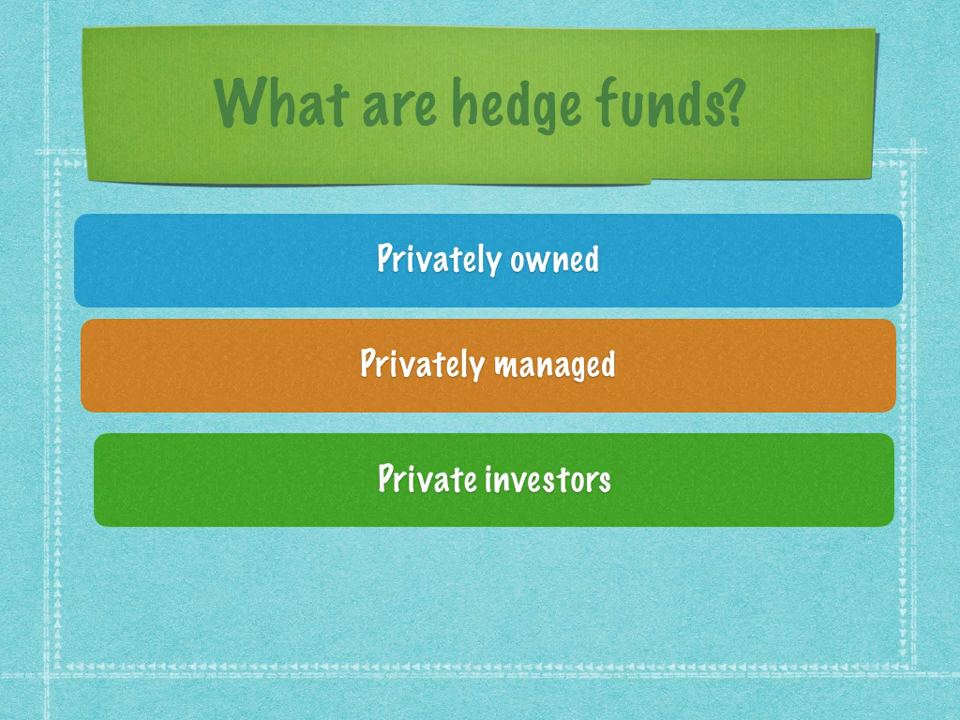 What are hedge funds?
Privately owned
Privately managed
Private investors